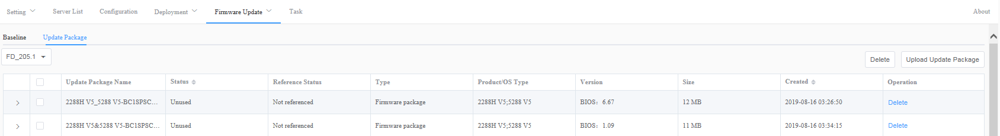 Setting Server List Configuration Deployment Firmware Update Task About
Baseline Update Package
FD_205.1 Delete Upload Update Package
Update Package Name Status Reference Status Type Product/OS Type Version Size Created Operation
2288H V5_5288 V5-BC1SPSC... Unused Not referenced Firmware package 2288H V5;5288 V5 BIOS：6.67 12 MB 2019-08-16 03:26:50 Delete
2288H V5&5288 V5-BC1SPSC... Unused Not referenced Firmware package 2288H V5;5288 V5 BIOS：1.09 11 MB 2019-08-16 03:34:15 Delete